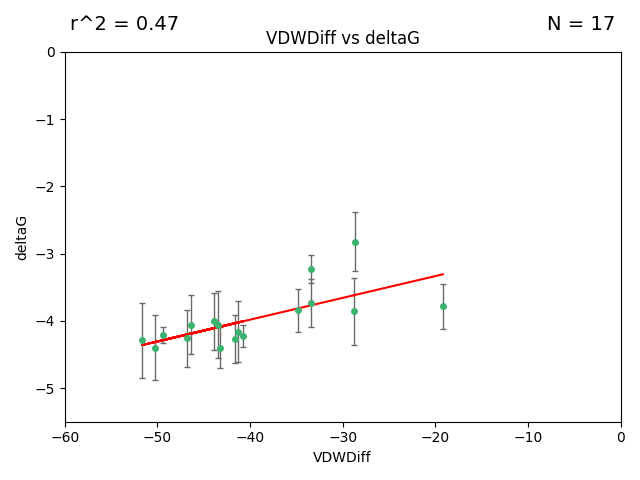 r^2 = 0.47
N = 17
VDWDiff vs deltaG
0
−1
−2
−3
−4
−5
deltaG
−60 −50 −40 −30 −20 −10 0
VDWDiff